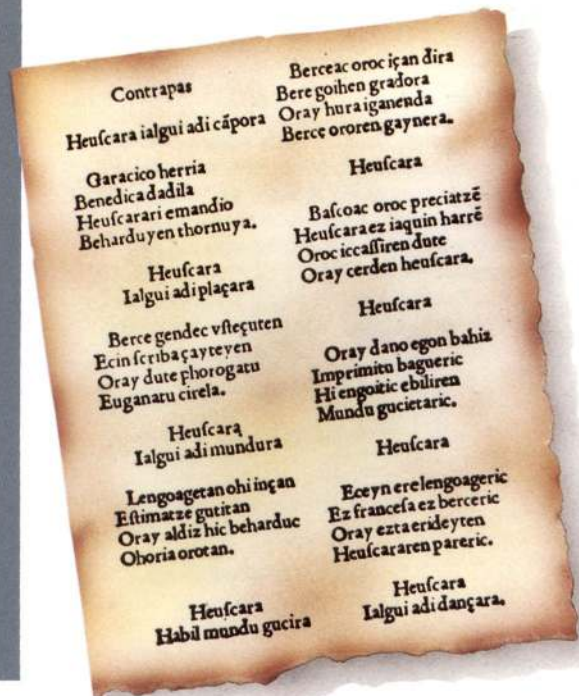 Contrapas
Heuſcara ialgui adi cãpora
Garacico herria
Benedica dadila
Heuſcarari emandio
Beharduyen thornuya.
Heuſcara
Ialgui adi plaçara
Berce gendec vſteçuten
Ecin ſcriba çayteyen
Oray dute phorogatu
Euganatu cirela.
Heuſcara
Ialgui adi mundura
Lengoagetan ohi inçan
Eſtimatze gutitan
Oray aldiz hic beharduc
Ohoria orotan.
Heuſcara
Habil mundu gucira
Berceac oroc içan dira
Bere goihen gradora
Oray hura iganenda
Berce ororen gaynera.
Heuſcara
Baſcoac oroc preciatzẽ
Heuſcara ez iaquin harrẽ
Oroc iccaſſiren dute
Oray cerden heuſcara.
Heuſcara
Oray dano egon bahiz
Imprimitu bagueric
Hi engoitic ebiliren
Mundu gucietaric.
Heuſcara
Eceyn ere lengoageric
Ez franceſa ez berceric
Oray ezta erideyten
Heuſcararen pareric.
Heuſcara
Ialgui adi dançara.